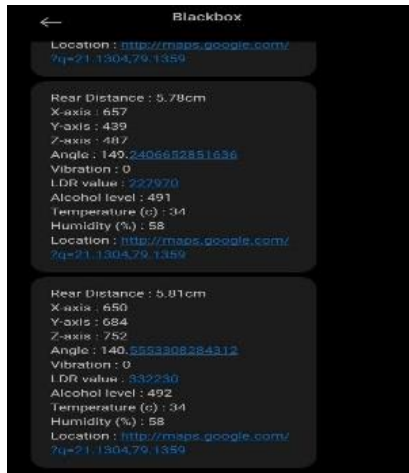 Blackbox
Location : http://maps.google.com/
?q=21.1304,79.1359
Rear Distance : 5.78cm
X-axis : 657
Y-axis : 439
Z-axis : 487
Angle : 149.2406652851636
Vibration : 0
LDR value : 227970
Alcohol level : 491
Temperature (c) : 34
Humidity (%) : 58
Location : http://maps.google.com/
?q=21.1304,79.1359
Rear Distance : 5.81cm
X-axis : 650
Y-axis : 684
Z-axis : 752
Angle : 140.5553308284312
Vibration : 0
LDR value : 332230
Alcohol level : 492
Temperature (c) : 34
Humidity (%) : 58
Location : http://maps.google.com/
?q=21.1304,79.1359